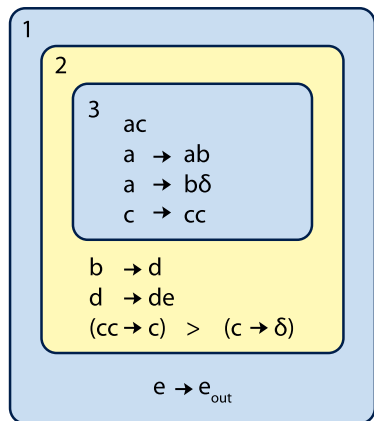 1
2
3
ac
a → ab
a → bδ
c → cc
b → d
d → de
(cc → c) > (c → δ)
e → e_out